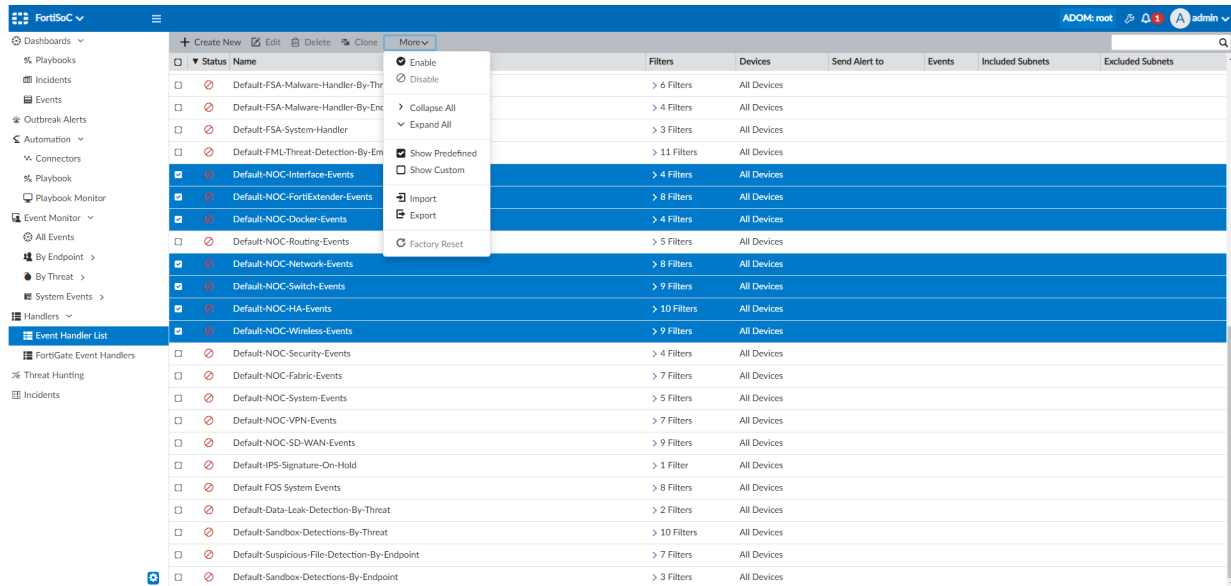 FortiSoC
ADOM: root
1
A
admin
Dashboards
Playbooks
Incidents
Events
Outbreak Alerts
Automation
Connectors
Playbook
Playbook Monitor
Event Monitor
All Events
By Endpoint
By Threat
System Events
Handlers
Event Handler List
FortiGate Event Handlers
Threat Hunting
Incidents
Create New Edit Delete Clone More
Enable
Disable
Collapse All
Expand All
Show Predefined
Show Custom
Import
Export
Factory Reset
Status Name Filters Devices Send Alert to Events Included Subnets Excluded Subnets
Default-FSA-Malware-Handler-By-Thr 6 Filters All Devices
Default-FSA-Malware-Handler-By-End 4 Filters All Devices
Default-FSA-System-Handler 3 Filters All Devices
Default-FML-Threat-Detection-By-Em 11 Filters All Devices
Default-NOC-Interface-Events 4 Filters All Devices
Default-NOC-FortiExtender-Events 8 Filters All Devices
Default-NOC-Docker-Events 4 Filters All Devices
Default-NOC-Routing-Events 5 Filters All Devices
Default-NOC-Network-Events 8 Filters All Devices
Default-NOC-Switch-Events 9 Filters All Devices
Default-NOC-HA-Events 10 Filters All Devices
Default-NOC-Wireless-Events 9 Filters All Devices
Default-NOC-Security-Events 4 Filters All Devices
Default-NOC-Fabric-Events 7 Filters All Devices
Default-NOC-System-Events 5 Filters All Devices
Default-NOC-VPN-Events 7 Filters All Devices
Default-NOC-SD-WAN-Events 9 Filters All Devices
Default-IPS-Signature-On-Hold 1 Filter All Devices
Default FOS System Events 8 Filters All Devices
Default-Data-Leak-Detection-By-Threat 2 Filters All Devices
Default-Sandbox-Detections-By-Threat 10 Filters All Devices
Default-Suspicious-File-Detection-By-Endpoint 7 Filters All Devices
Default-Sandbox-Detections-By-Endpoint 3 Filters All Devices